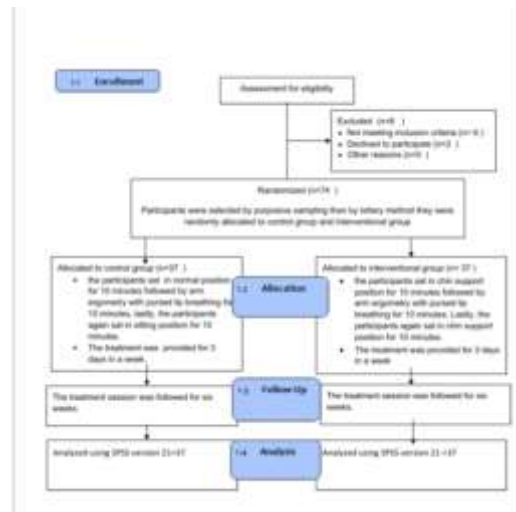 Enrollment
Assessment for eligibility
Excluded (n=8 )
• Not meeting inclusion criteria (n= 6 )
• Declined to participate (n=2 )
• Other reasons (n=0 )
Randomized (n=74 )
Participants were selected by purposive sampling then by lottery method they were
randomly allocated to control group and interventional group
Allocated to control group (n=37 )
• the participants set in normal position
for 10 minutes followed by arm
ergometry with pursed lip breathing for
10 minutes, lastly, the participants
again set in sitting position for 10
minutes.
• The treatment was provided for 3
days in a week
Allocation
Allocated to interventional group (n= 37 )
• the participants set in chin support
position for 10 minutes followed by
arm ergometry with pursed lip
breathing for 10 minutes. Lastly, the
participants again set in chin support
position for 10 minutes.
• The treatment was provided for 3 days
in a week
The treatment session was followed for six
weeks.
Follow Up
The treatment session was followed for six
weeks.
Analyzed using SPSS version 21=37
Analysis
Analyzed using SPSS version 21 =37